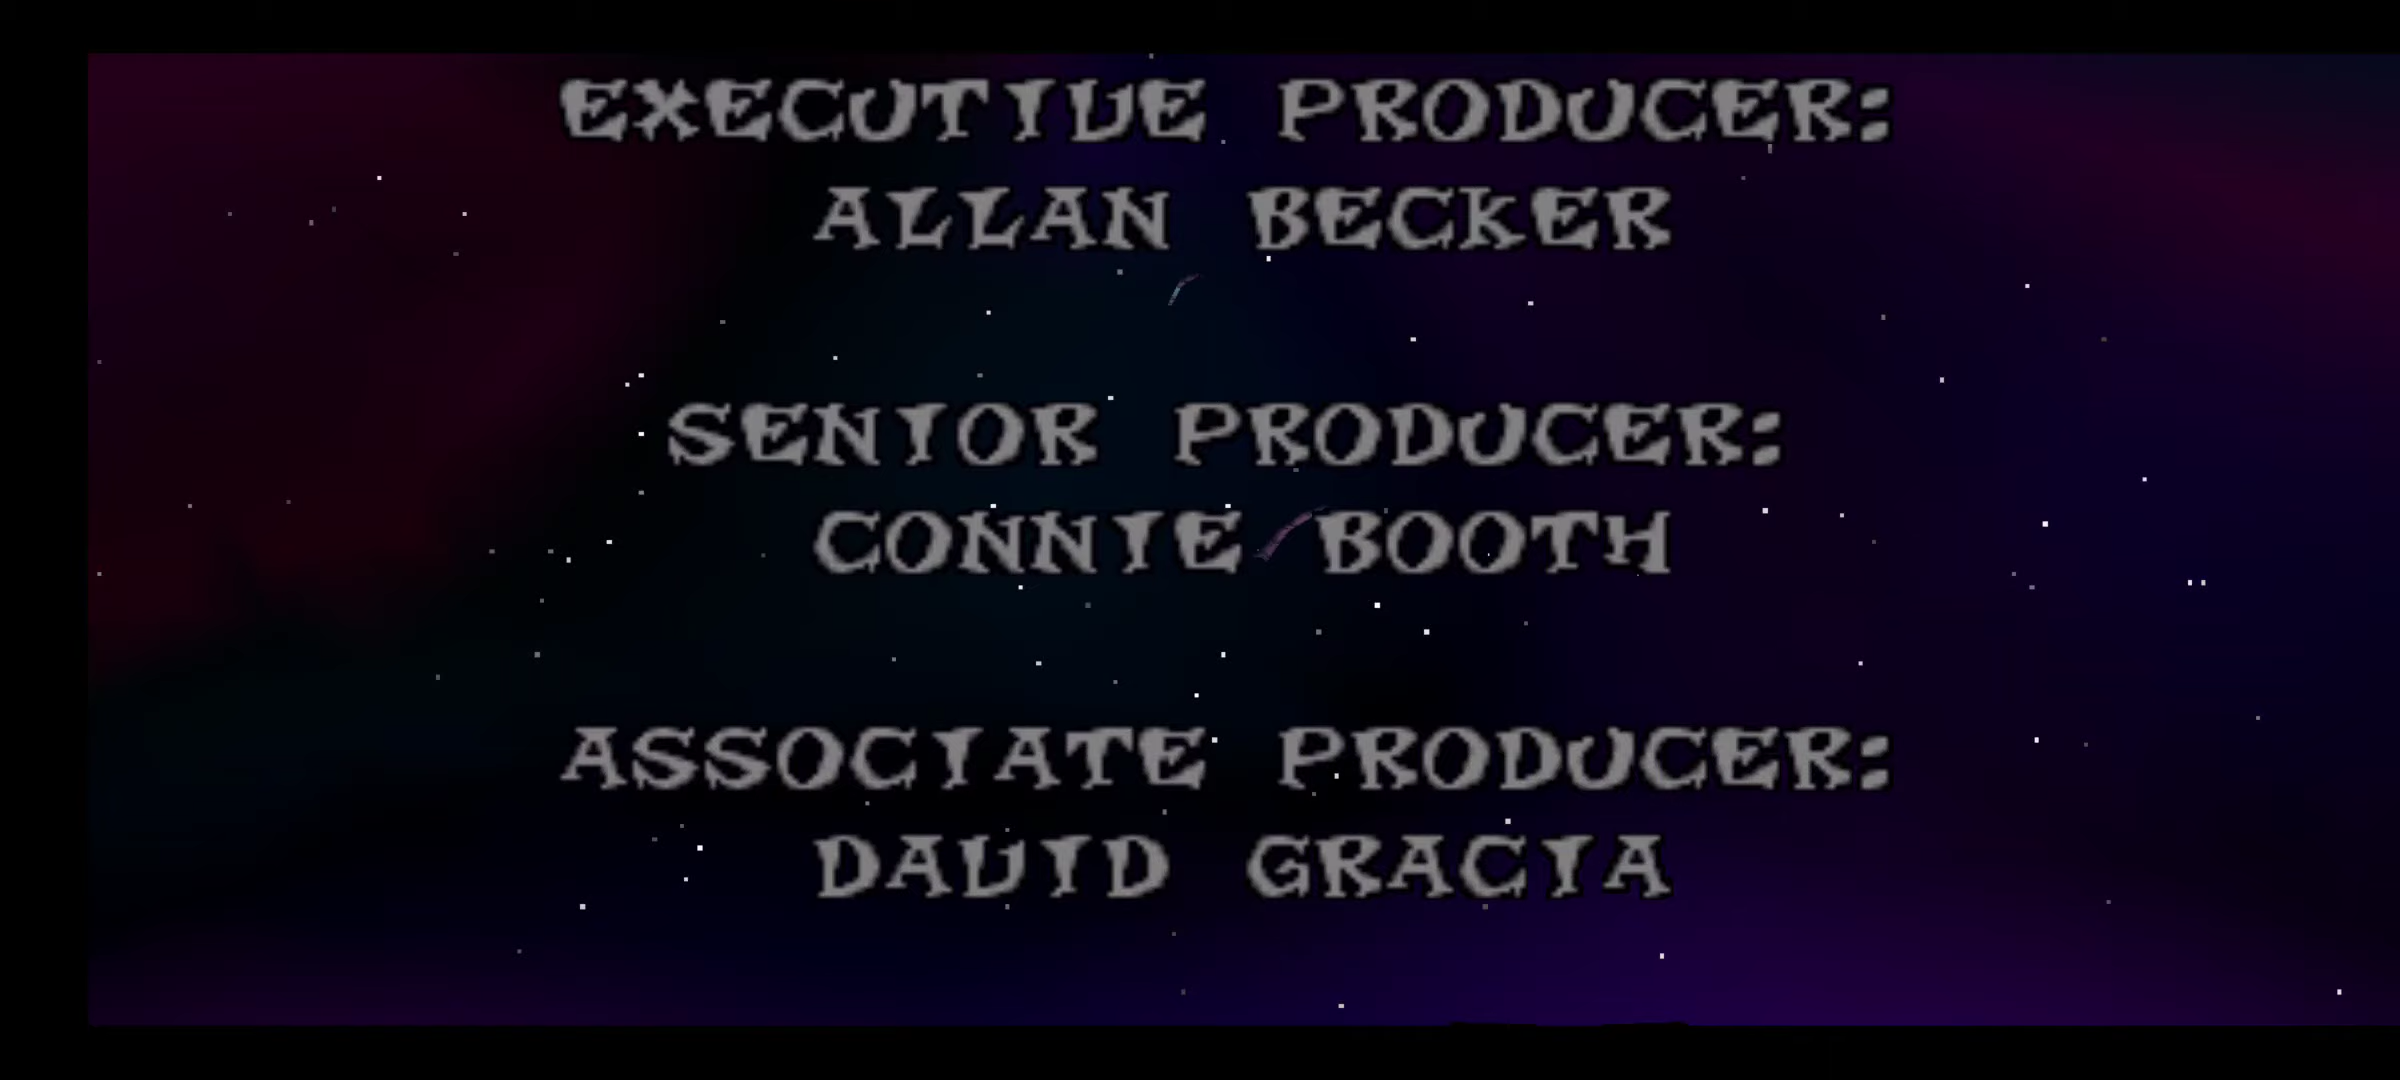 EXECUTIVE PRODUCER:
ALLAN BECKER
SENIOR PRODUCER:
CONNIE BOOTH
ASSOCIATE PRODUCER:
DAVID GRACIA